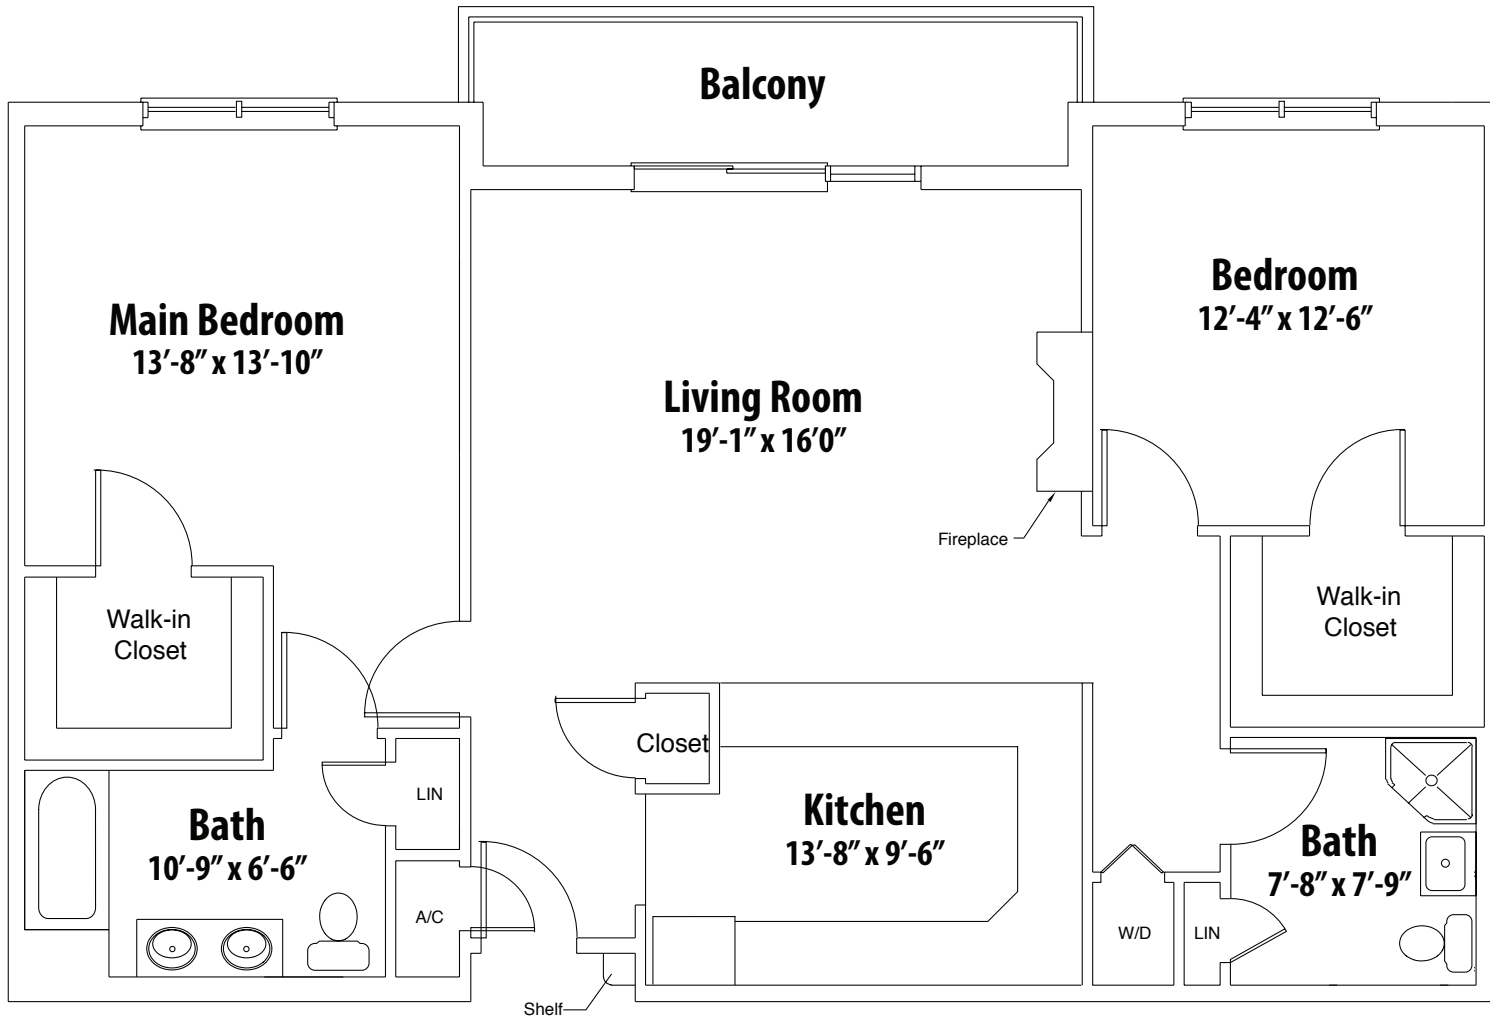 Balcony
Main Bedroom
13′-8″ x 13′-10″
Living Room
19′-1″ x 16′0″
Bedroom
12′-4″ x 12′-6″
Fireplace
Walk-in
Closet
Walk-in
Closet
Closet
LIN
Bath
10′-9″ x 6′-6″
Kitchen
13′-8″ x 9′-6″
Bath
7′-8″ x 7′-9″
A/C
W/D
LIN
Shelf